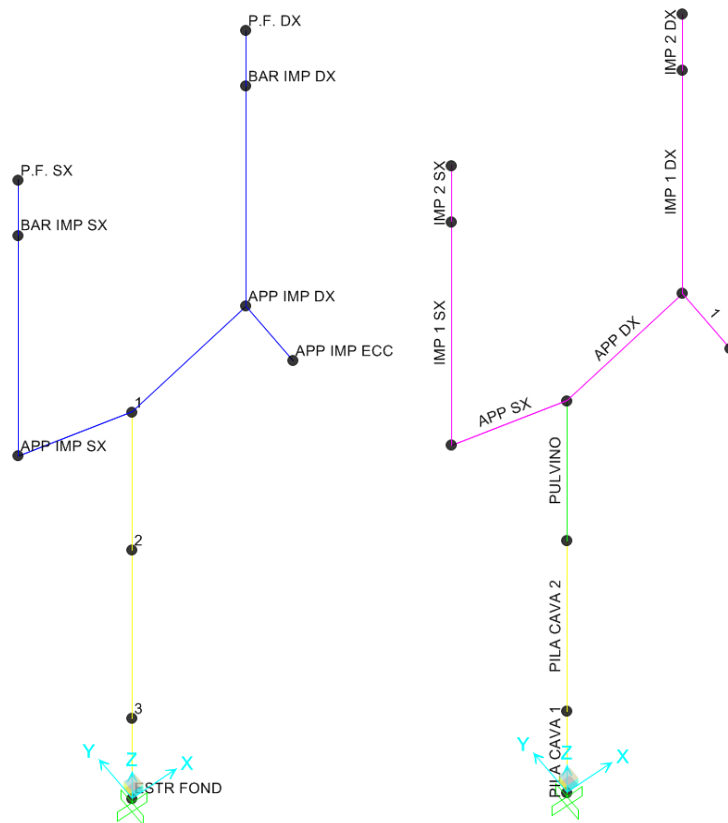 P.F. DX
BAR IMP DX
P.F. SX
BAR IMP SX
APP IMP DX
APP IMP ECC
1
APP IMP SX
2
3
Y
Z
X
ESTR FOND
IMP 2 DX
IMP 1 DX
IMP 2 SX
IMP 1 SX
APP DX
1
APP SX
PULVINO
PILA CAVA 2
PILA CAVA 1
Y
Z
X